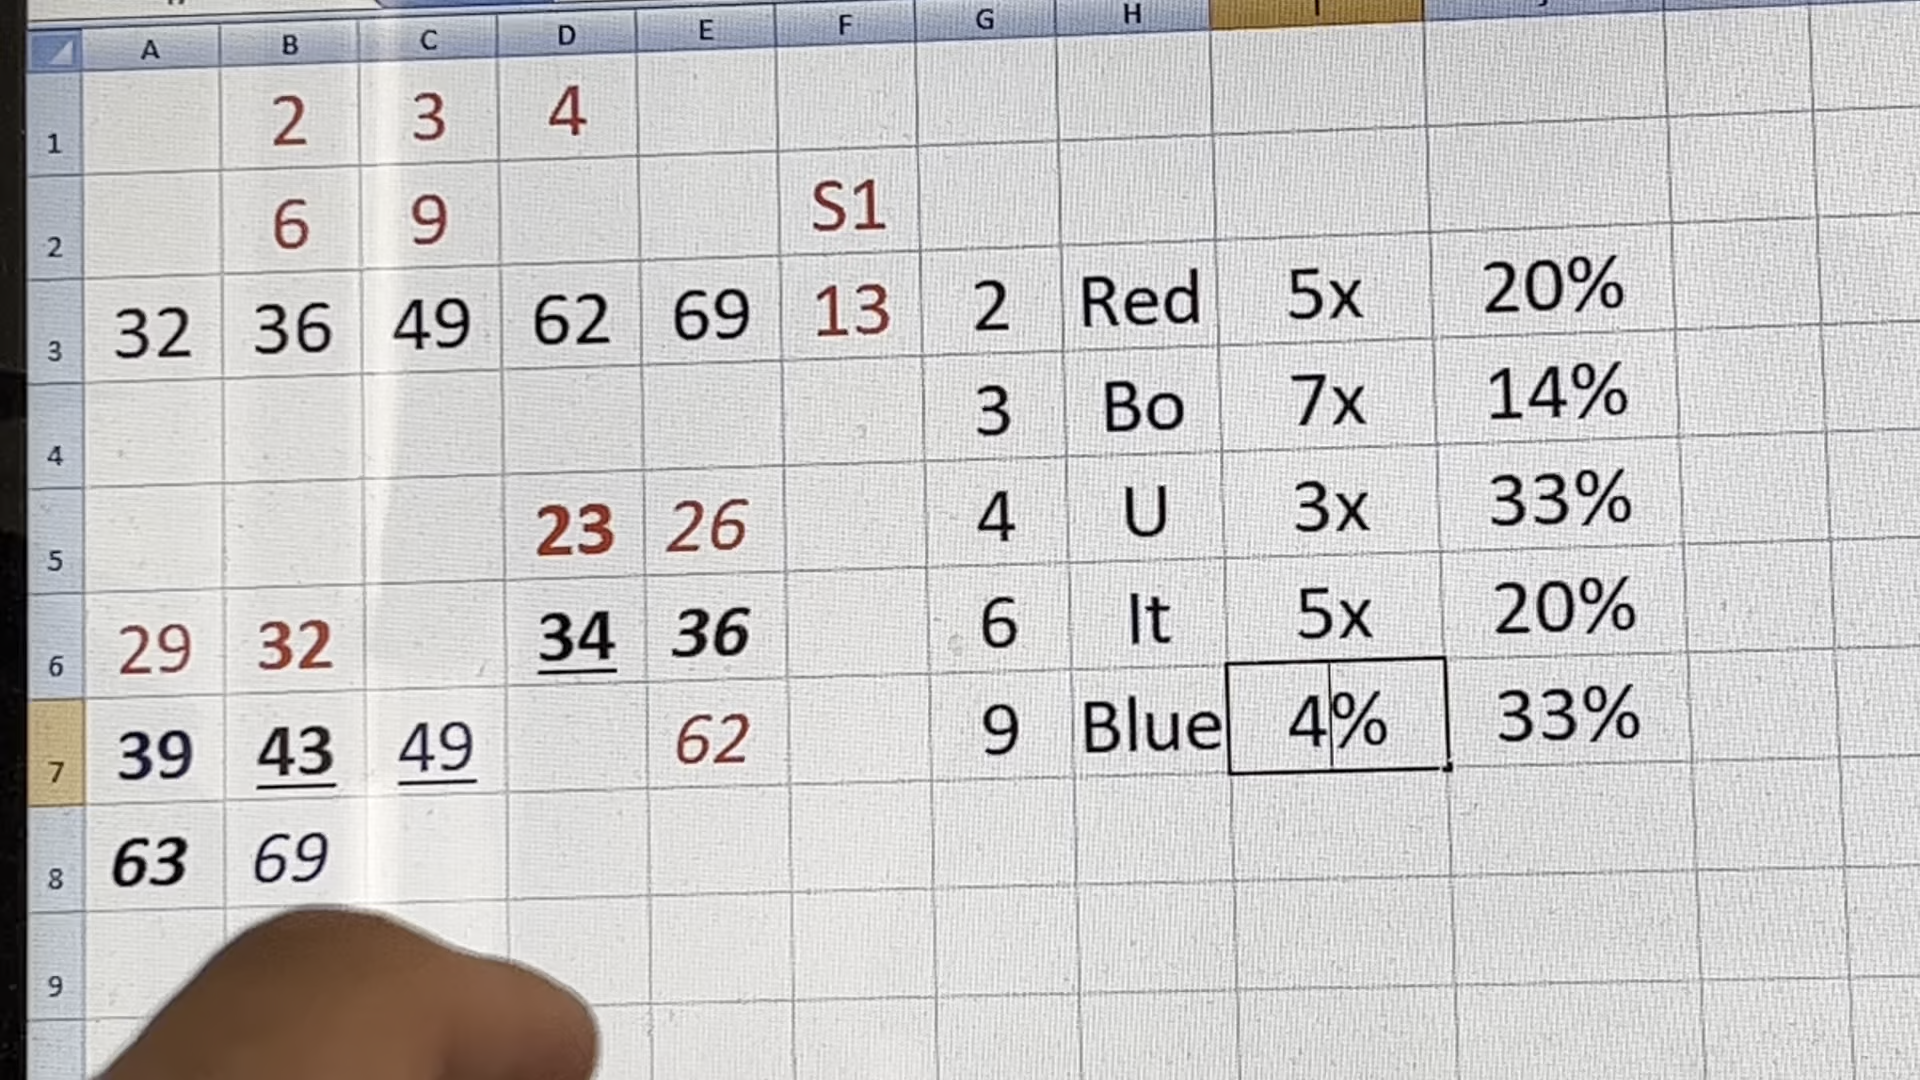 A B C D E F G H
1 2 3 4
2 6 9 S1
3 32 36 49 62 69 13 2 Red 5x 20%
4 3 Bo 7x 14%
5 23 26 4 U 3x 33%
6 29 32 34 36 6 It 5x 20%
7 39 43 49 62 9 Blue 4% 33%
8 63 69
9